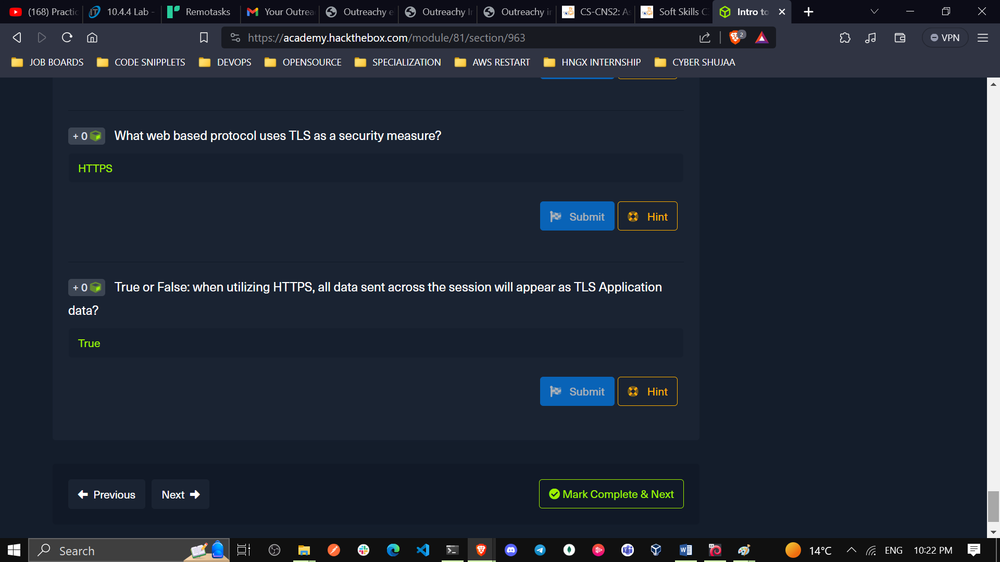 (168) Practic
10.4.4 Lab -
Remotasks
Your Outrea
Outreachy e
Outreachy I
Outreachy i
CS-CNS2: As
Soft Skills C
Intro to
https://academy.hackthebox.com/module/81/section/963
2
VPN
JOB BOARDS
CODE SNIPPLETS
DEVOPS
OPENSOURCE
SPECIALIZATION
AWS RESTART
HNGX INTERNSHIP
CYBER SHUJAA
+ 0 What web based protocol uses TLS as a security measure?
HTTPS
Submit
Hint
+ 0 True or False: when utilizing HTTPS, all data sent across the session will appear as TLS Application
data?
True
Submit
Hint
Previous
Next
Mark Complete & Next
Search
14°C
ENG
10:22 PM